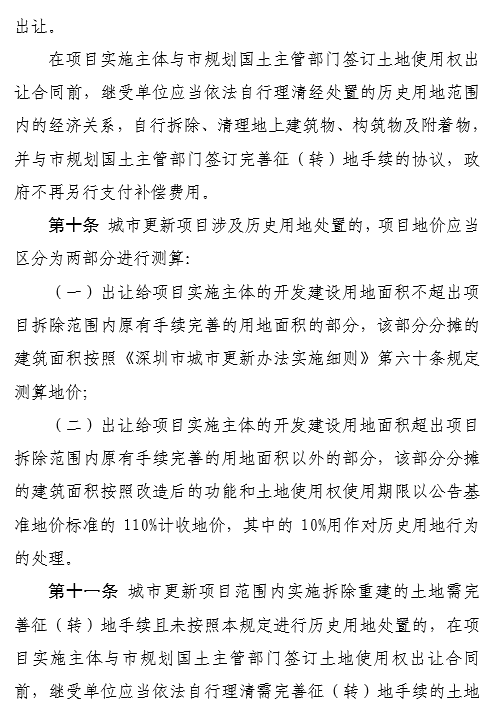 出让。
在项目实施主体与市规划国土主管部门签订土地使用权出
让合同前，继受单位应当依法自行理清经处置的历史用地范围
内的经济关系，自行拆除、清理地上建筑物、构筑物及附着物，
并与市规划国土主管部门签订完善征（转）地手续的协议，政
府不再另行支付补偿费用。
第十条 城市更新项目涉及历史用地处置的，项目地价应当
区分为两部分进行测算：
（一）出让给项目实施主体的开发建设用地面积不超出项
目拆除范围内原有手续完善的用地面积的部分，该部分分摊的
建筑面积按照《深圳市城市更新办法实施细则》第六十条规定
测算地价；
（二）出让给项目实施主体的开发建设用地面积超出项目
拆除范围内原有手续完善的用地面积以外的部分，该部分分摊
的建筑面积按照改造后的功能和土地使用权使用期限以公告基
准地价标准的 110%计收地价，其中的 10%用作对历史用地行为
的处理。
第十一条 城市更新项目范围内实施拆除重建的土地需完
善征（转）地手续且未按照本规定进行历史用地处置的，在项
目实施主体与市规划国土主管部门签订土地使用权出让合同
前，继受单位应当依法自行理清需完善征（转）地手续的土地